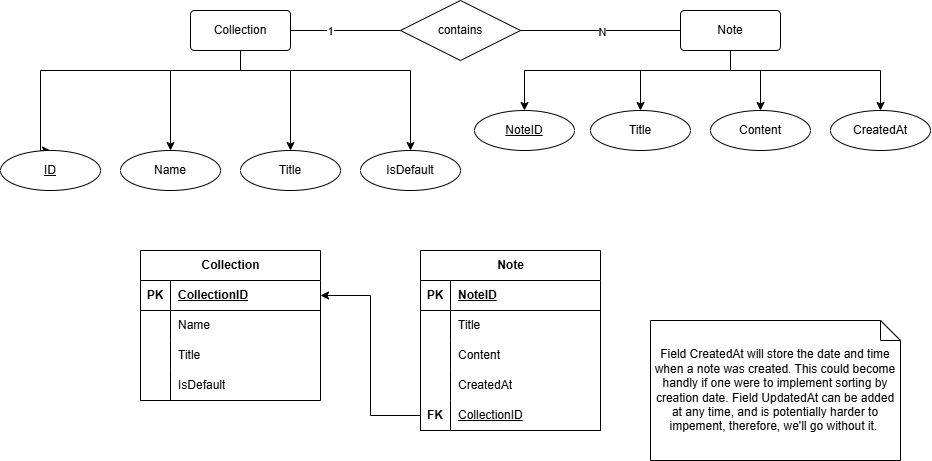 Collection
1
contains
N
Note
ID
Name
Title
IsDefault
NoteID
Title
Content
CreatedAt
Collection
PK CollectionID
Name
Title
IsDefault
Note
PK NoteID
Title
Content
CreatedAt
FK CollectionID
Field CreatedAt will store the date and time
when a note was created. This could become
handly if one were to implement sorting by
creation date. Field UpdatedAt can be added
at any time, and is potentially harder to
impement, therefore, we'll go without it.